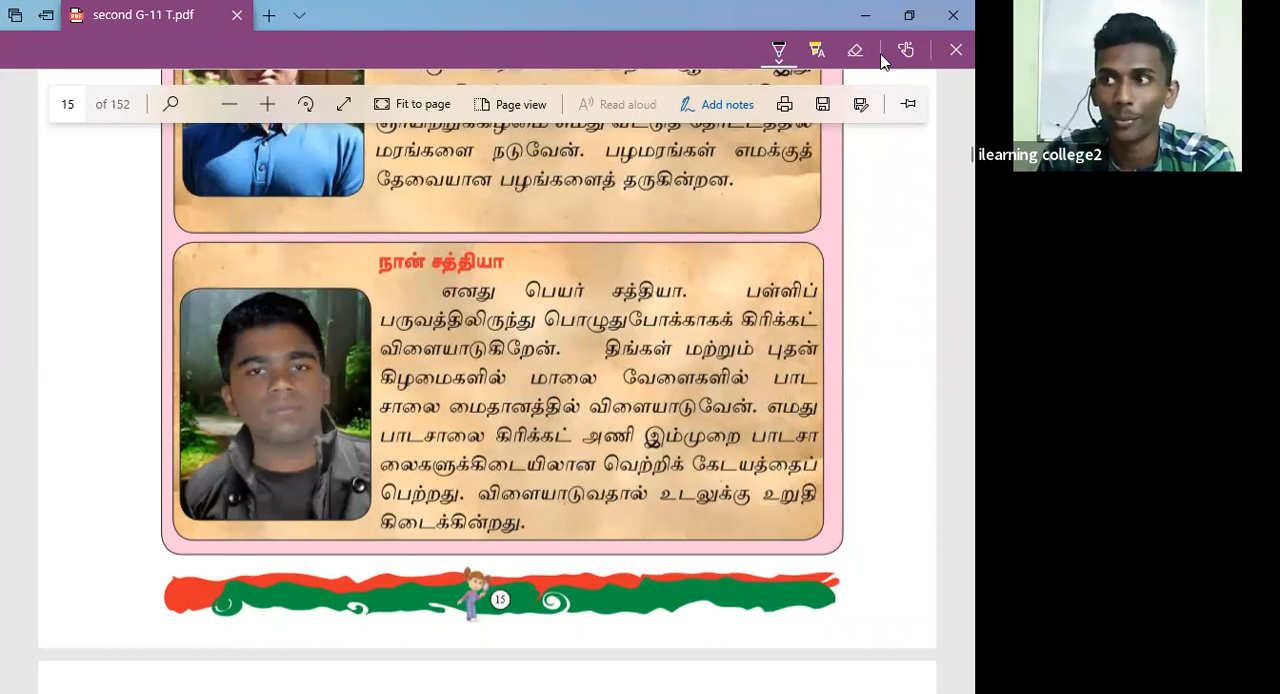 second G-11 T.pdf
15 of 152 Fit to page Page view Read aloud Add notes
ilearning college2
மரங்களை நடுவேன். பழமரங்கள் எமக்குத்
தேவையான பழங்களைத் தருகின்றன.
நான் சத்தியா
எனது பெயர் சத்தியா. பள்ளிப்
பருவத்திலிருந்து பொழுதுபோக்காகக் கிரிக்கட்
விளையாடுகிறேன். திங்கள் மற்றும் புதன்
கிழமைகளில் மாலை வேளைகளில் பாட
சாலை மைதானத்தில் விளையாடுவேன். எமது
பாடசாலை கிரிக்கட் அணி இம்முறை பாடசா
லைகளுக்கிடையிலான வெற்றிக் கேடயத்தைப்
பெற்றது. விளையாடுவதால் உடலுக்கு உறுதி
கிடைக்கின்றது.
15